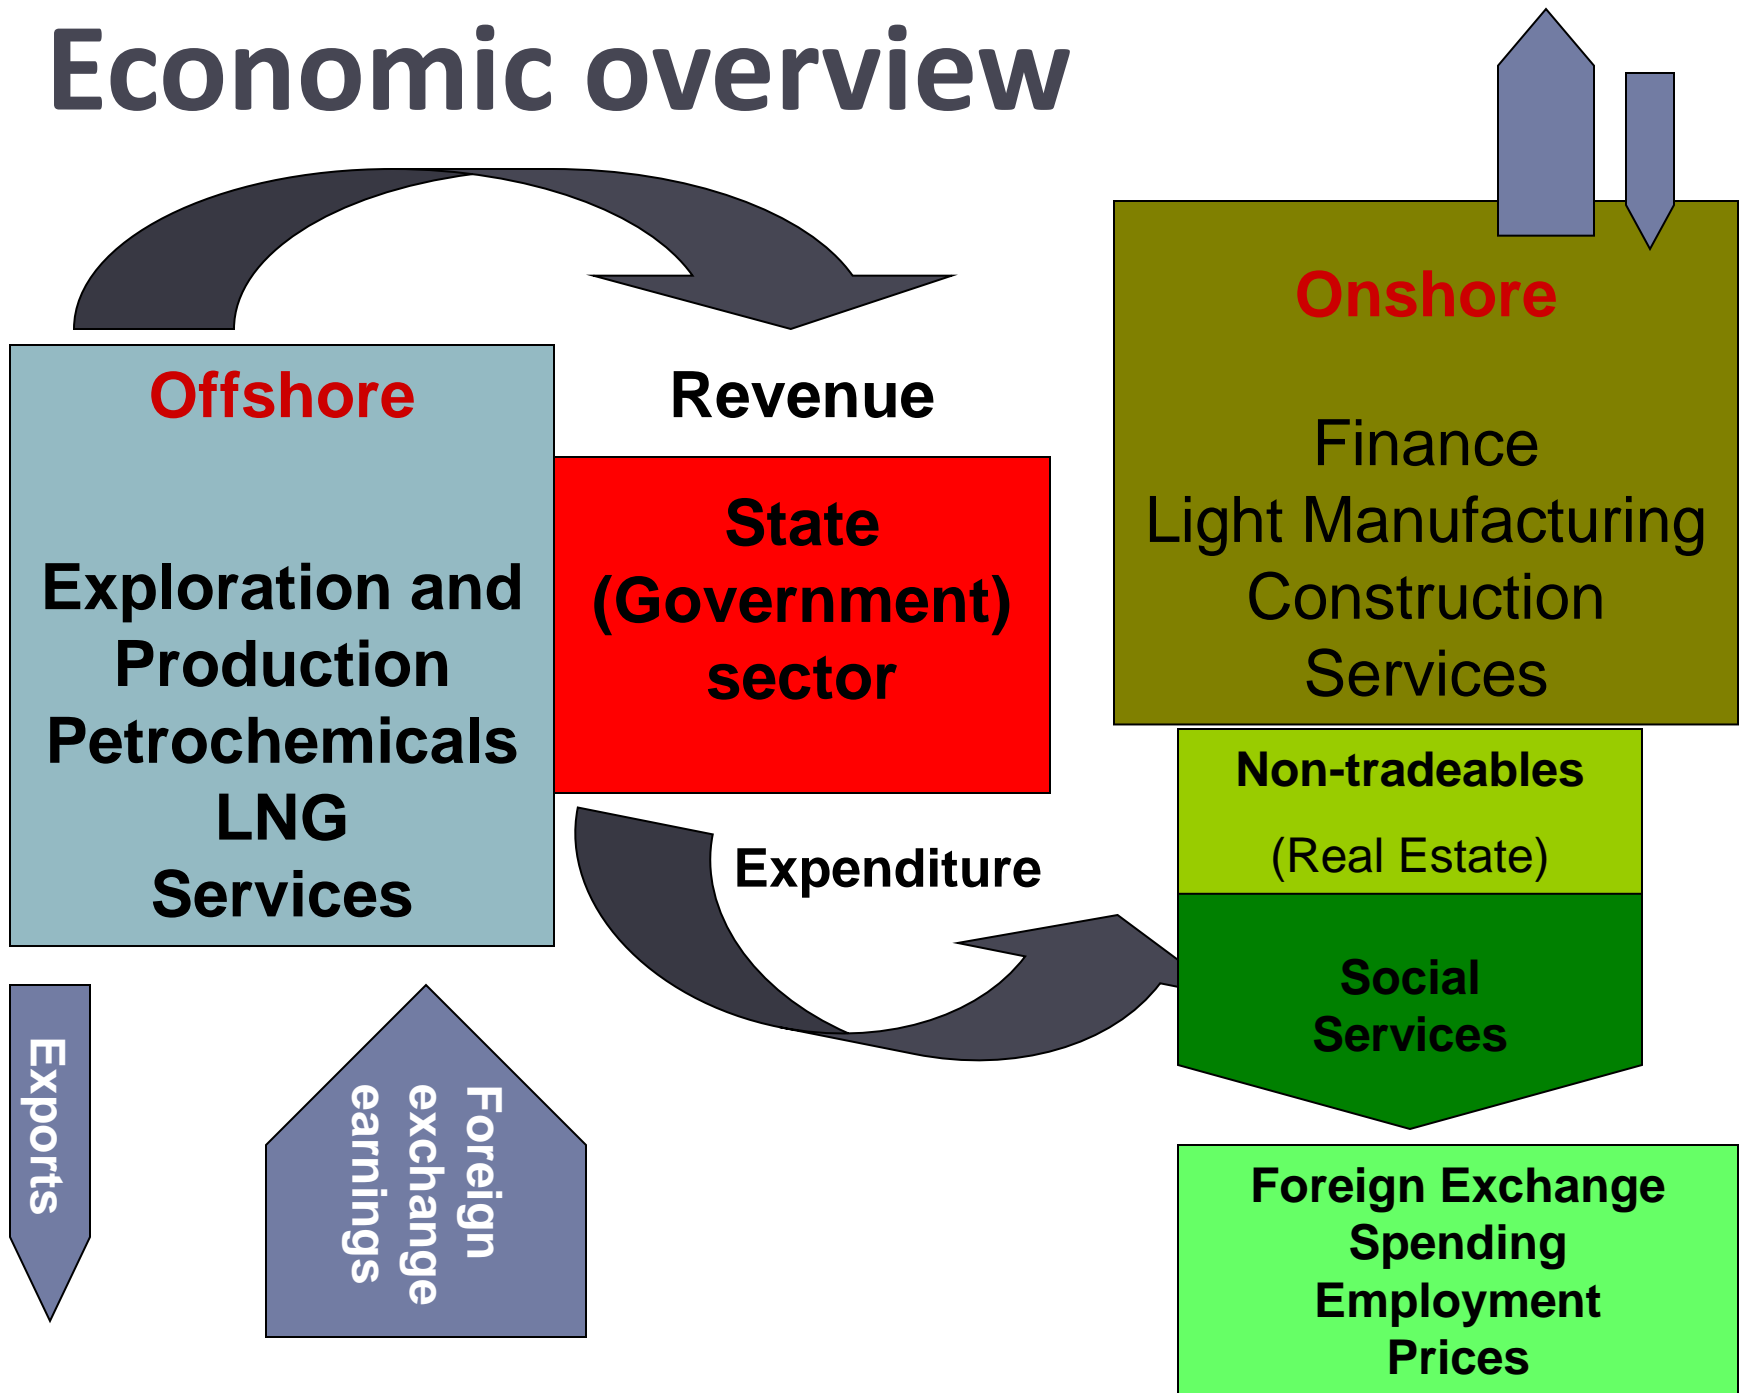 Economic overview
Offshore
Exploration and
Production
Petrochemicals
LNG
Services
Revenue
State
(Government)
sector
Expenditure
Onshore
Finance
Light Manufacturing
Construction
Services
Non-tradeables
(Real Estate)
Social
Services
Exports
Foreign
exchange
earnings
Foreign Exchange
Spending
Employment
Prices